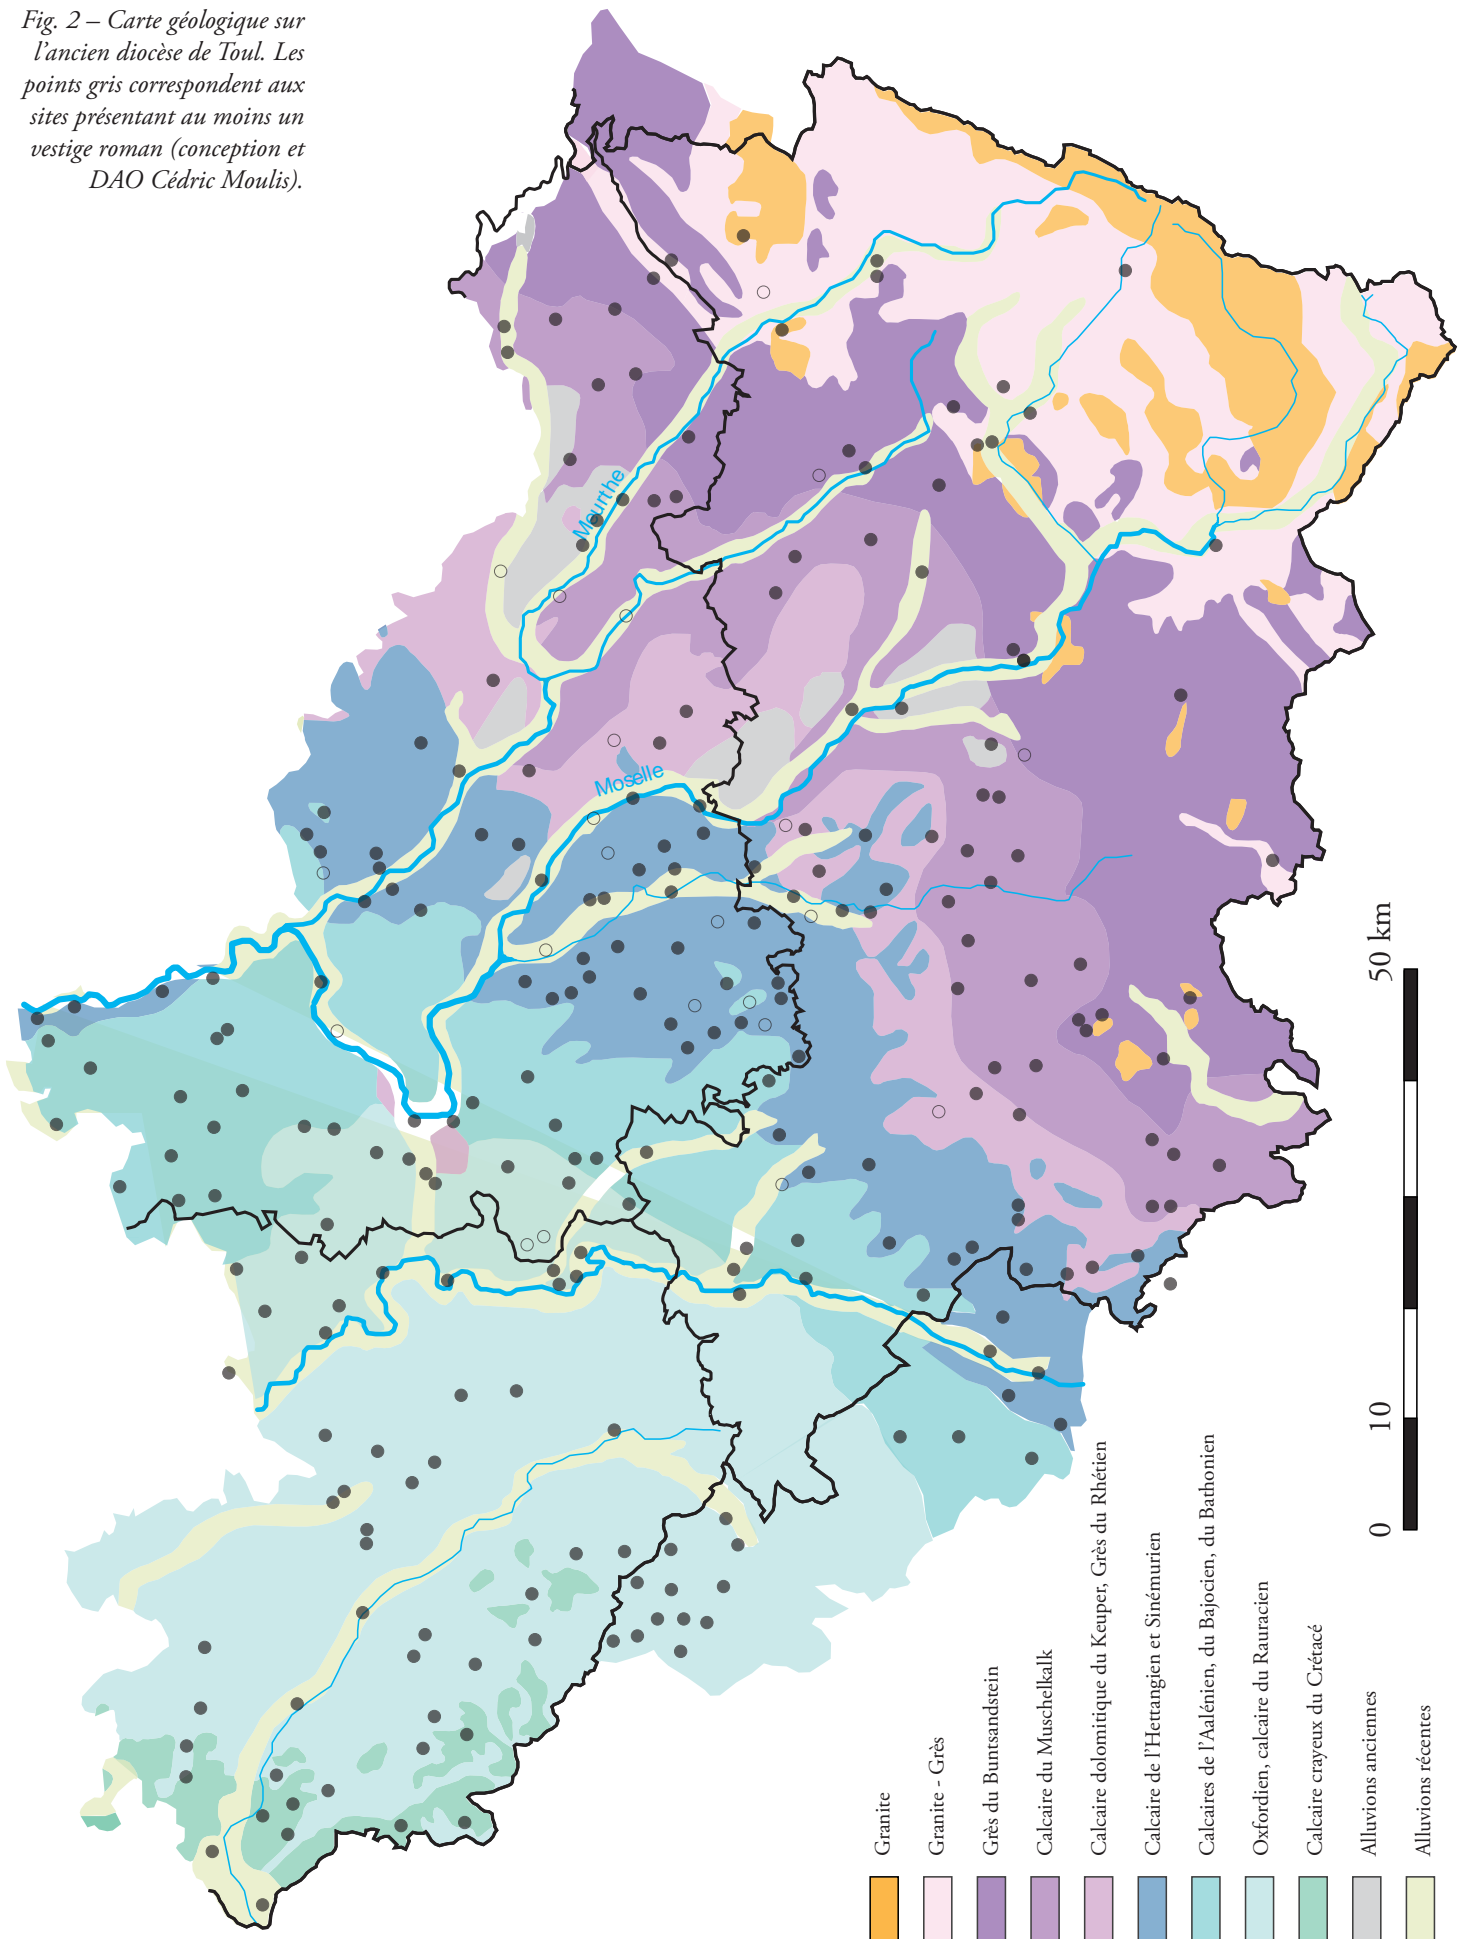 Fig. 2 – Carte géologique sur
l’ancien diocèse de Toul. Les
points gris correspondent aux
sites présentant au moins un
vestige roman (conception et
DAO Cédric Moulis).
Meurthe
Moselle
0
10
50 km
Granite
Granite - Grès
Grès du Buntsandstein
Calcaire du Muschelkalk
Calcaire dolomitique du Keuper, Grès du Rhétien
Calcaire de l’Hettangien et Sinémurien
Calcaires de l’Aalénien, du Bajocien, du Bathonien
Oxfordien, calcaire du Rauracien
Calcaire crayeux du Crétacé
Alluvions anciennes
Alluvions récentes